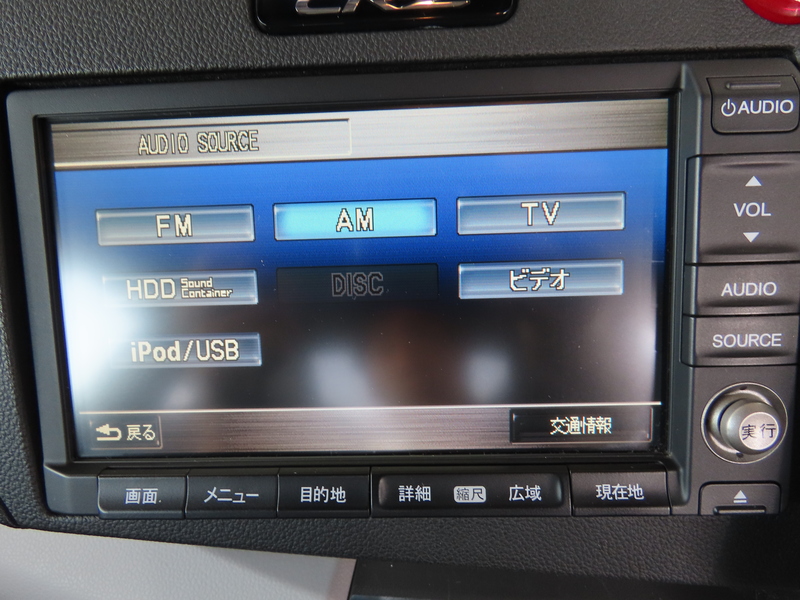 AUDIO SOURCE
FM AM TV
HDD Sound Container DISC ビデオ
iPod/USB
戻る 交通情報
AUDIO
VOL
AUDIO
SOURCE
実行
画面 メニュー 目的地 詳細 縮尺 広域 現在地